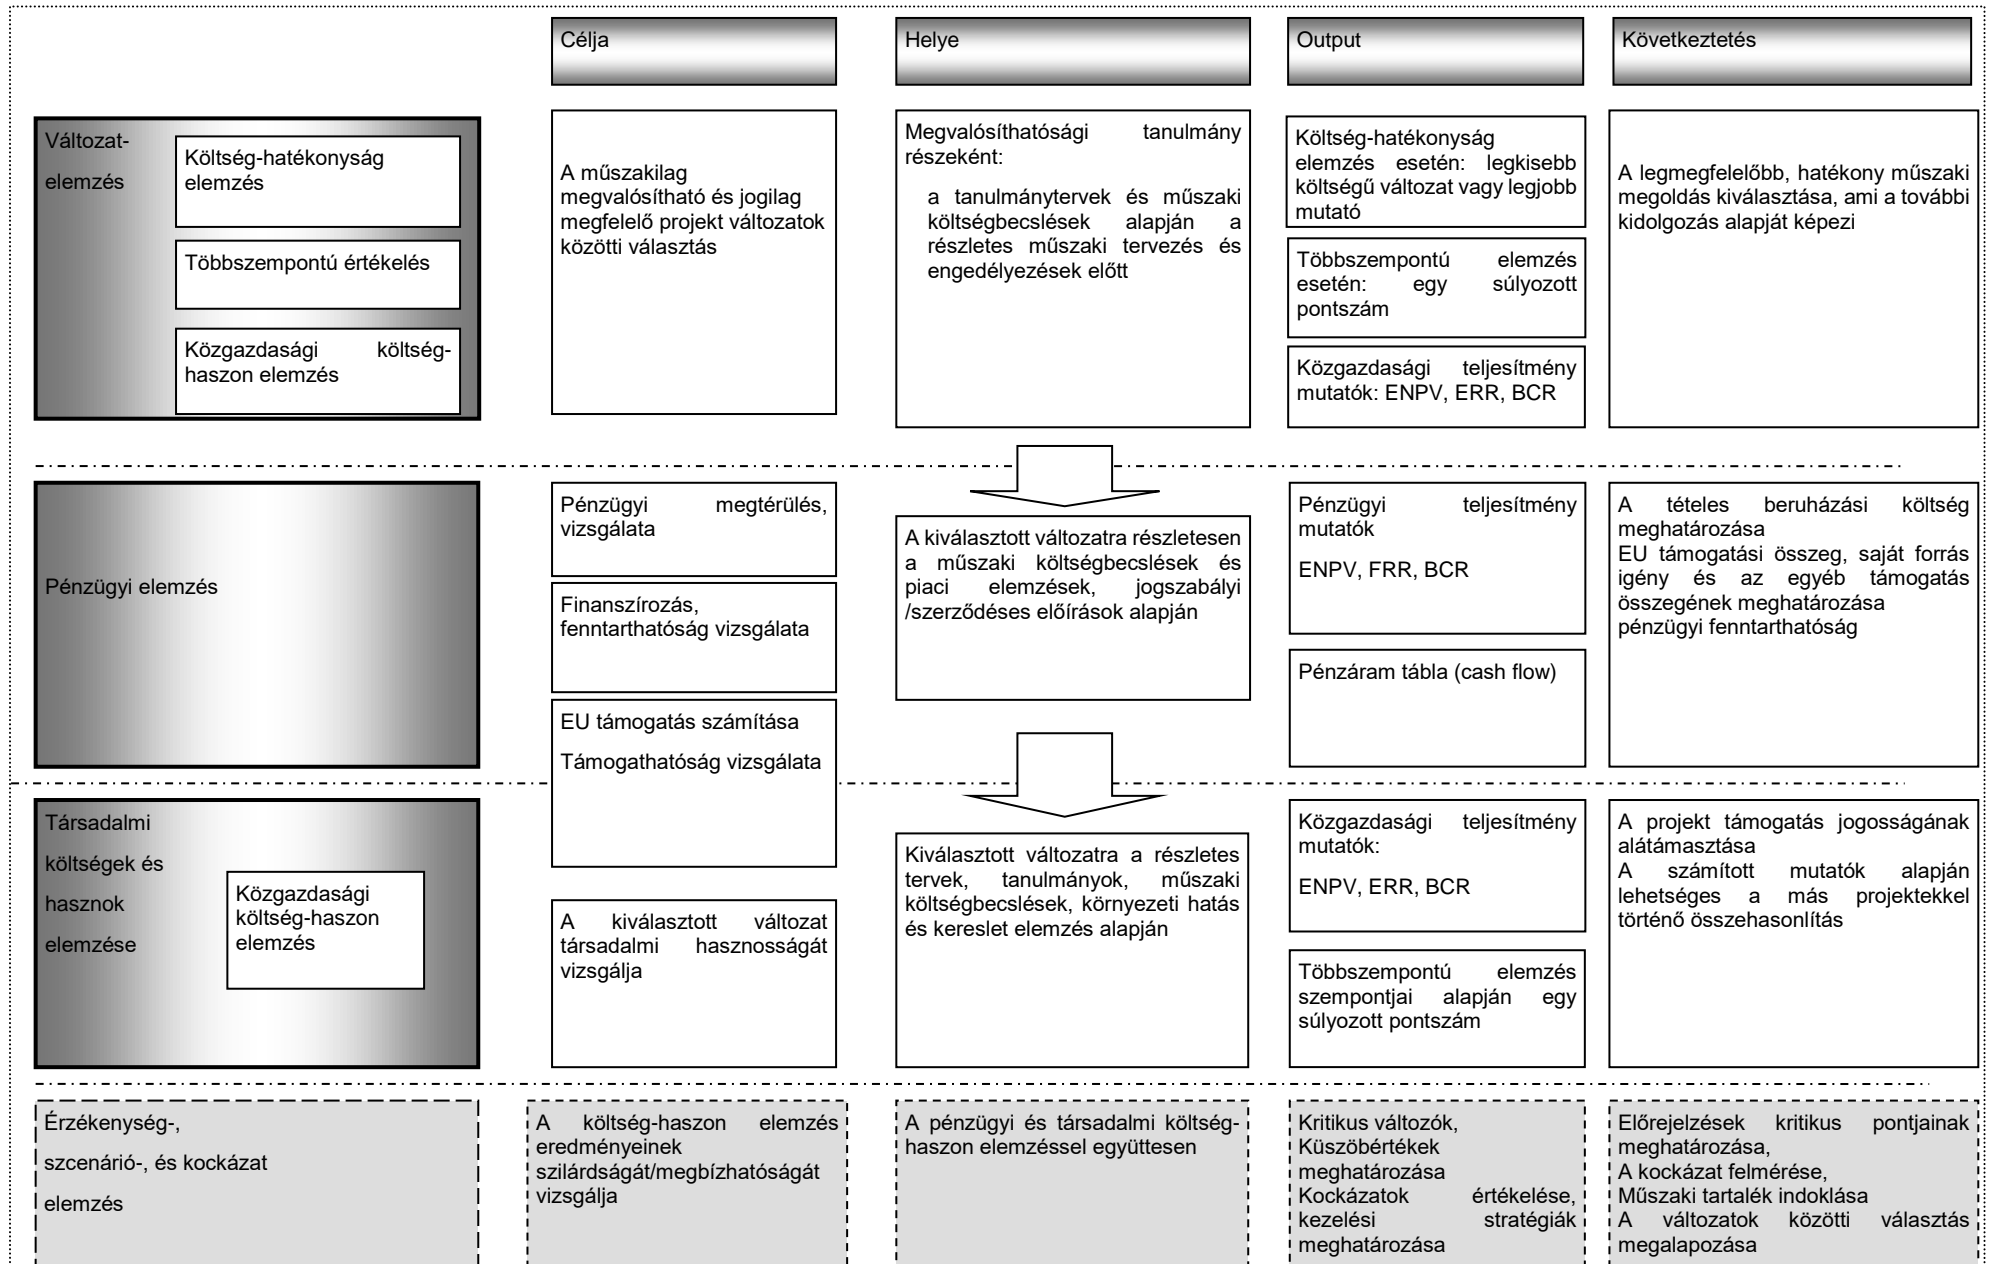 Célja
Helye
Output
Következtetés
Változat-
elemzés
Költség-hatékonyság
elemzés
Többszempontú értékelés
Közgazdasági költség-
haszon elemzés
A műszakilag
megvalósítható és jogilag
megfelelő projekt változatok
közötti választás
Megvalósíthatósági tanulmány
részeként:
a tanulmánytervek és műszaki
költségbecslések alapján a
részletes műszaki tervezés és
engedélyezések előtt
Költség-hatékonyság
elemzés esetén: legkisebb
költségű változat vagy legjobb
mutató
Többszempontú elemzés
esetén: egy súlyozott
pontszám
Közgazdasági teljesítmény
mutatók: ENPV, ERR, BCR
A legmegfelelőbb, hatékony műszaki
megoldás kiválasztása, ami a további
kidolgozás alapját képezi
Pénzügyi elemzés
Pénzügyi megtérülés,
vizsgálata
Finanszírozás,
fenntarthatóság vizsgálata
EU támogatás számítása
Támogathatóság vizsgálata
A kiválasztott változatra részletesen
a műszaki költségbecslések és
piaci elemzések, jogszabályi
/szerződéses előírások alapján
Pénzügyi teljesítmény
mutatók
ENPV, FRR, BCR
Pénzáram tábla (cash flow)
A tételes beruházási költség
meghatározása
EU támogatási összeg, saját forrás
igény és az egyéb támogatás
összegének meghatározása
pénzügyi fenntarthatóság
Társadalmi
költségek és
hasznok
elemzése
Közgazdasági
költség-haszon
elemzés
A kiválasztott változat
társadalmi hasznosságát
vizsgálja
Kiválasztott változatra a részletes
tervek, tanulmányok, műszaki
költségbecslések, környezeti hatás
és kereslet elemzés alapján
Közgazdasági teljesítmény
mutatók:
ENPV, ERR, BCR
Többszempontú elemzés
szempontjai alapján egy
súlyozott pontszám
A projekt támogatás jogosságának
alátámasztása
A számított mutatók alapján
lehetséges a más projektekkel
történő összehasonlítás
Érzékenység-,
szcenárió-, és kockázat
elemzés
A költség-haszon elemzés
eredményeinek
szilárdságát/megbízhatóságát
vizsgálja
A pénzügyi és társadalmi költség-
haszon elemzéssel együttesen
Kritikus változók,
Küszöbértékek
meghatározása
Kockázatok értékelése,
kezelési stratégiák
meghatározása
Előrejelzések kritikus pontjainak
meghatározása,
A kockázat felmérése,
Műszaki tartalék indoklása
A változatok közötti választás
megalapozása